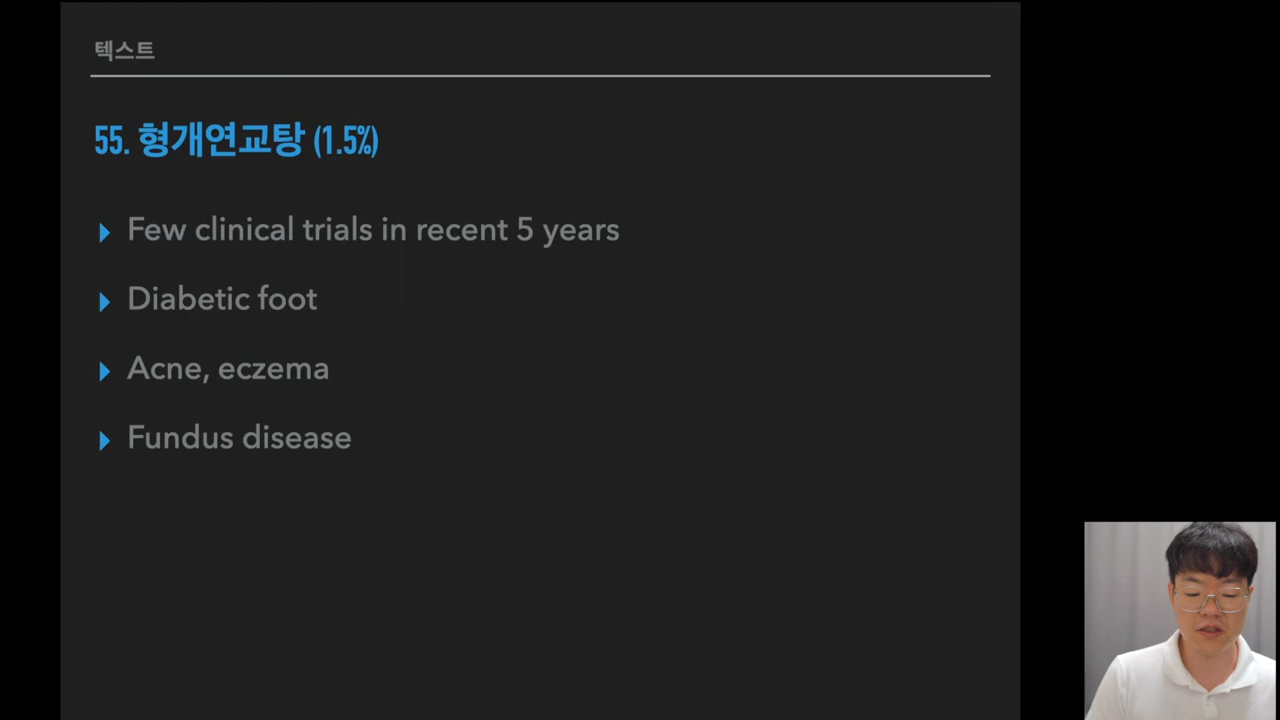 텍스트
55. 형개연교탕 (1.5%)
Few clinical trials in recent 5 years
Diabetic foot
Acne, eczema
Fundus disease